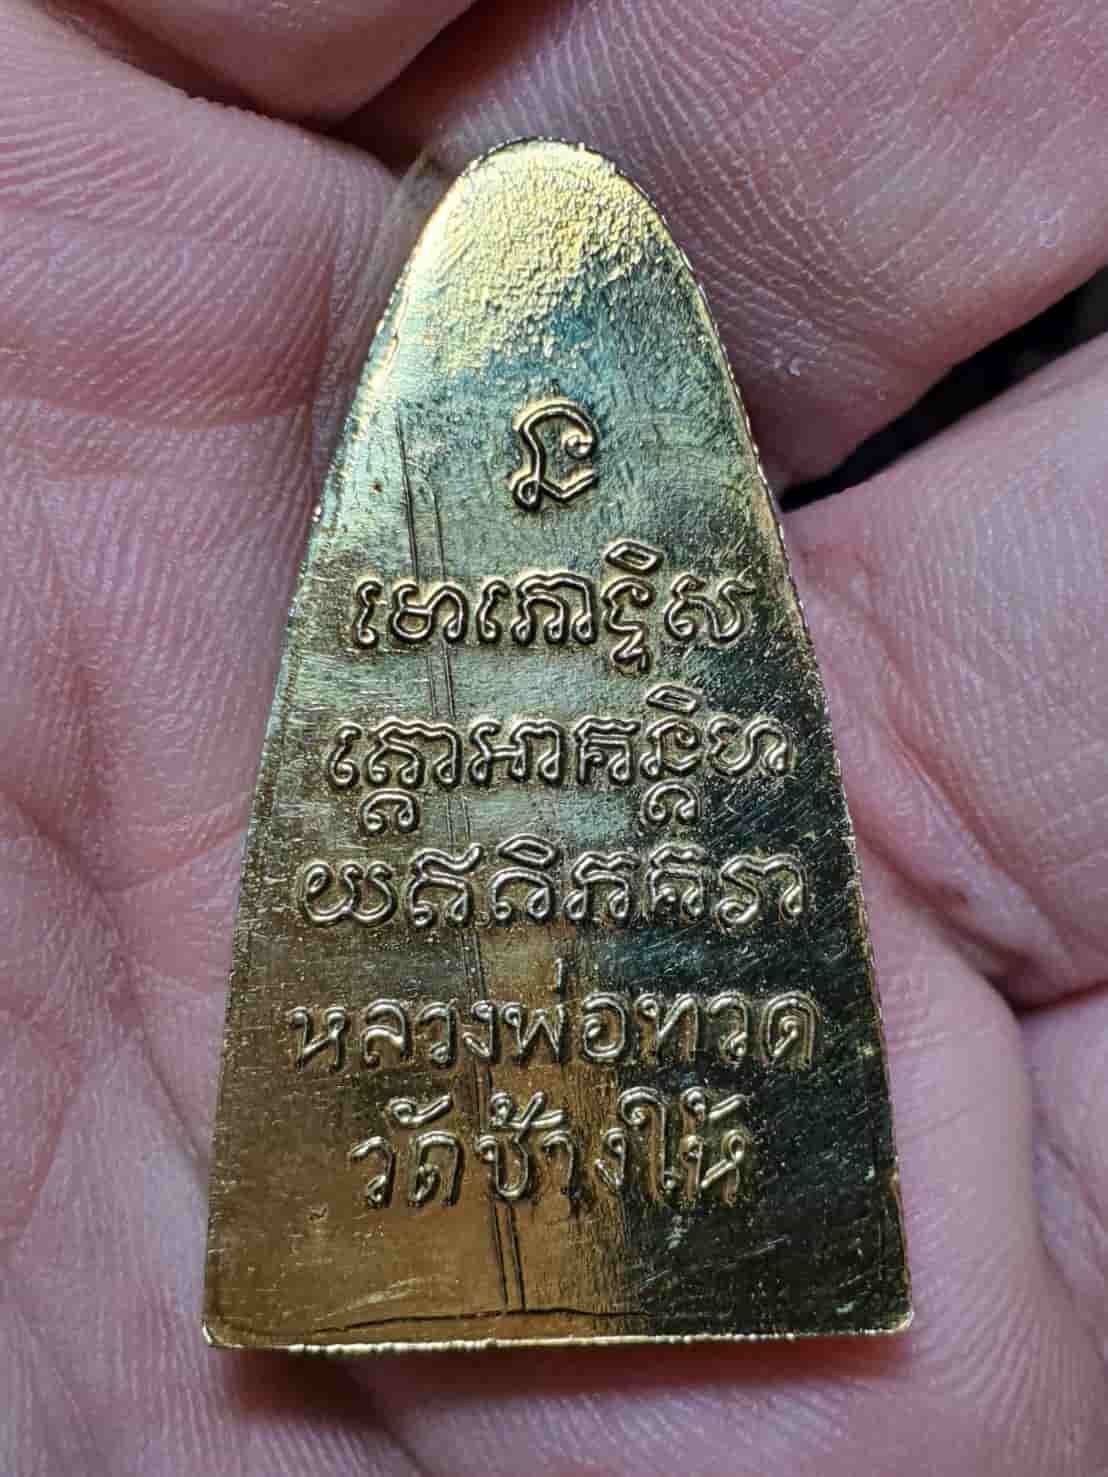 ន
មោពោធិស
ត្តោអាគន្តិមា
យឥតិភគវា
หลวงพ่อทวด
วัดช้างให้